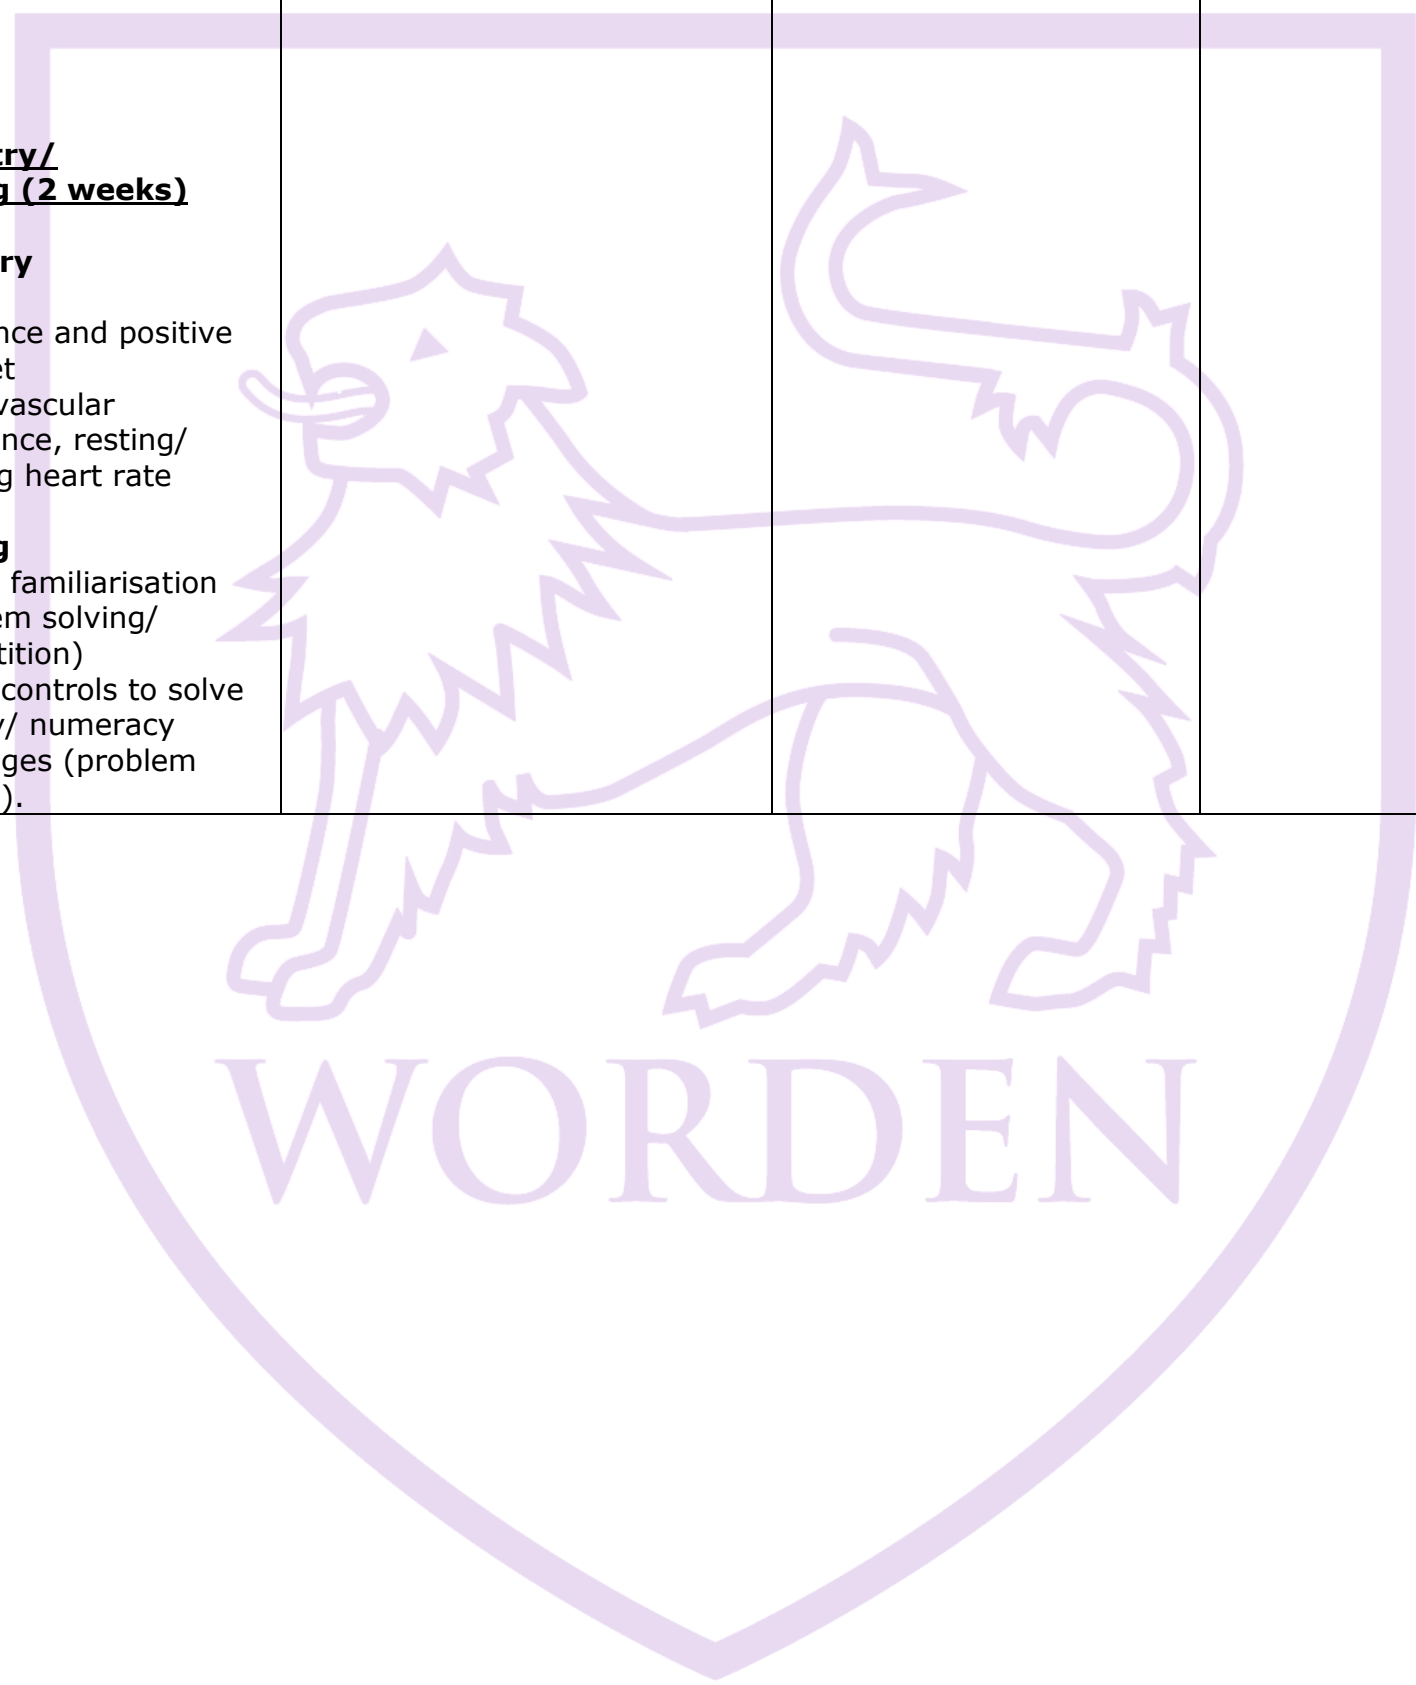 try/
g (2 weeks)
ry
nce and positive
et
vascular
nce, resting/
g heart rate
g
familiarisation
em solving/
tition)
controls to solve
y/ numeracy
ges (problem
).
WORDEN